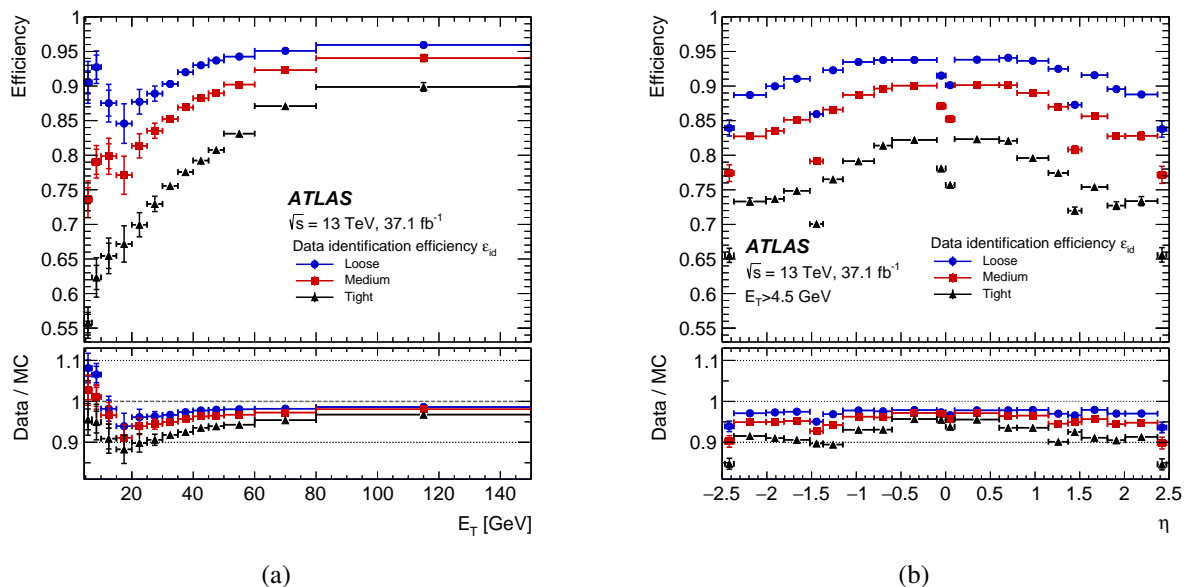 Efficiency
1
0.95
0.9
0.85
0.8
0.75
0.7
0.65
0.6
0.55
ATLAS
√s = 13 TeV, 37.1 fb⁻¹
Data identification efficiency ε_id
Loose
Medium
Tight
Data / MC
1.1
1
0.9
20 40 60 80 100 120 140
E_T [GeV]
(a)
Efficiency
1
0.95
0.9
0.85
0.8
0.75
0.7
0.65
0.6
0.55
ATLAS
√s = 13 TeV, 37.1 fb⁻¹
E_T>4.5 GeV
Data identification efficiency ε_id
Loose
Medium
Tight
Data / MC
1.1
1
0.9
−2.5 −2 −1.5 −1 −0.5 0 0.5 1 1.5 2 2.5
η
(b)